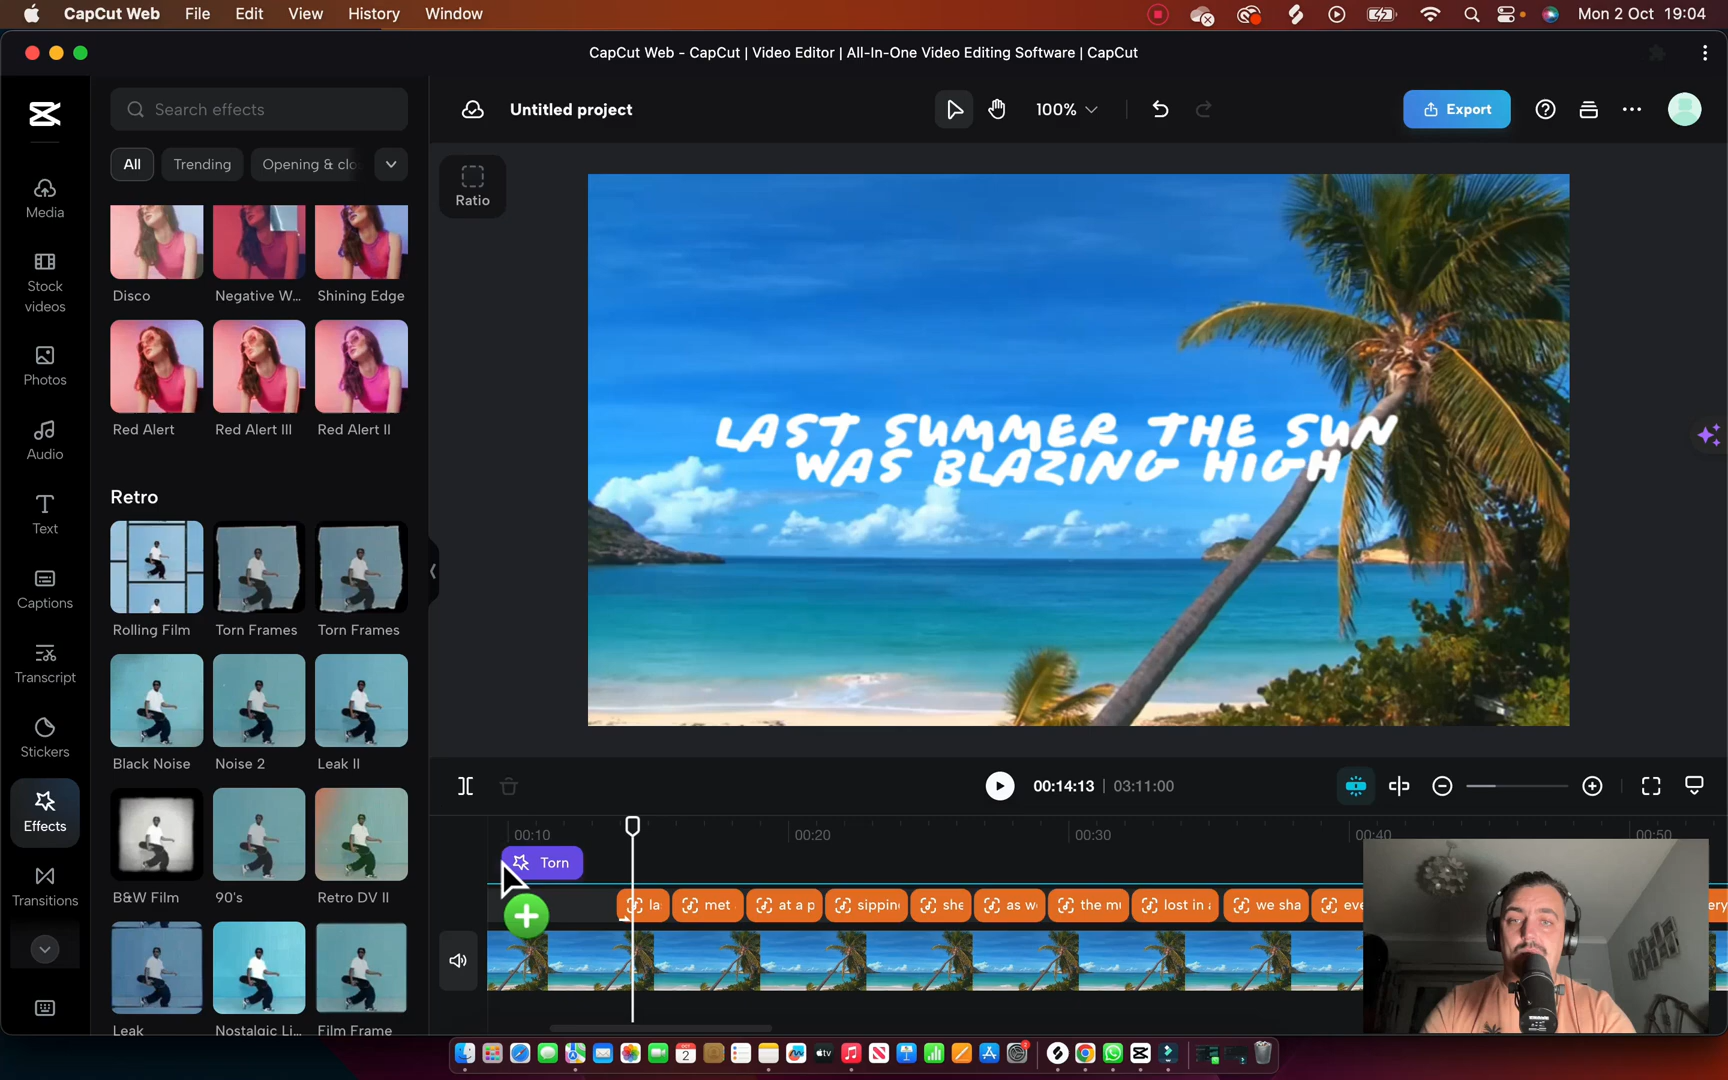 CapCut Web File Edit View History Window
Mon 2 Oct 19:04
CapCut Web - CapCut | Video Editor | All-In-One Video Editing Software | CapCut
Search effects
Untitled project
100%
Export
All Trending Opening & clo
Ratio
Media
Stock
videos
Photos
Audio
Text
Captions
Transcript
Stickers
Effects
Transitions
Disco Negative W... Shining Edge
Red Alert Red Alert III Red Alert II
Retro
Rolling Film Torn Frames Torn Frames
Black Noise Noise 2 Leak II
B&W Film 90's Retro DV II
Leak Nostalgic Li... Film Frame
LAST SUMMER THE SUN
WAS BLAZING HIGH
00:14:13 | 03:11:00
00:10 00:20 00:30 00:40 00:50
Torn
la met at a p sippin she as we the mu lost in we sha eve ery